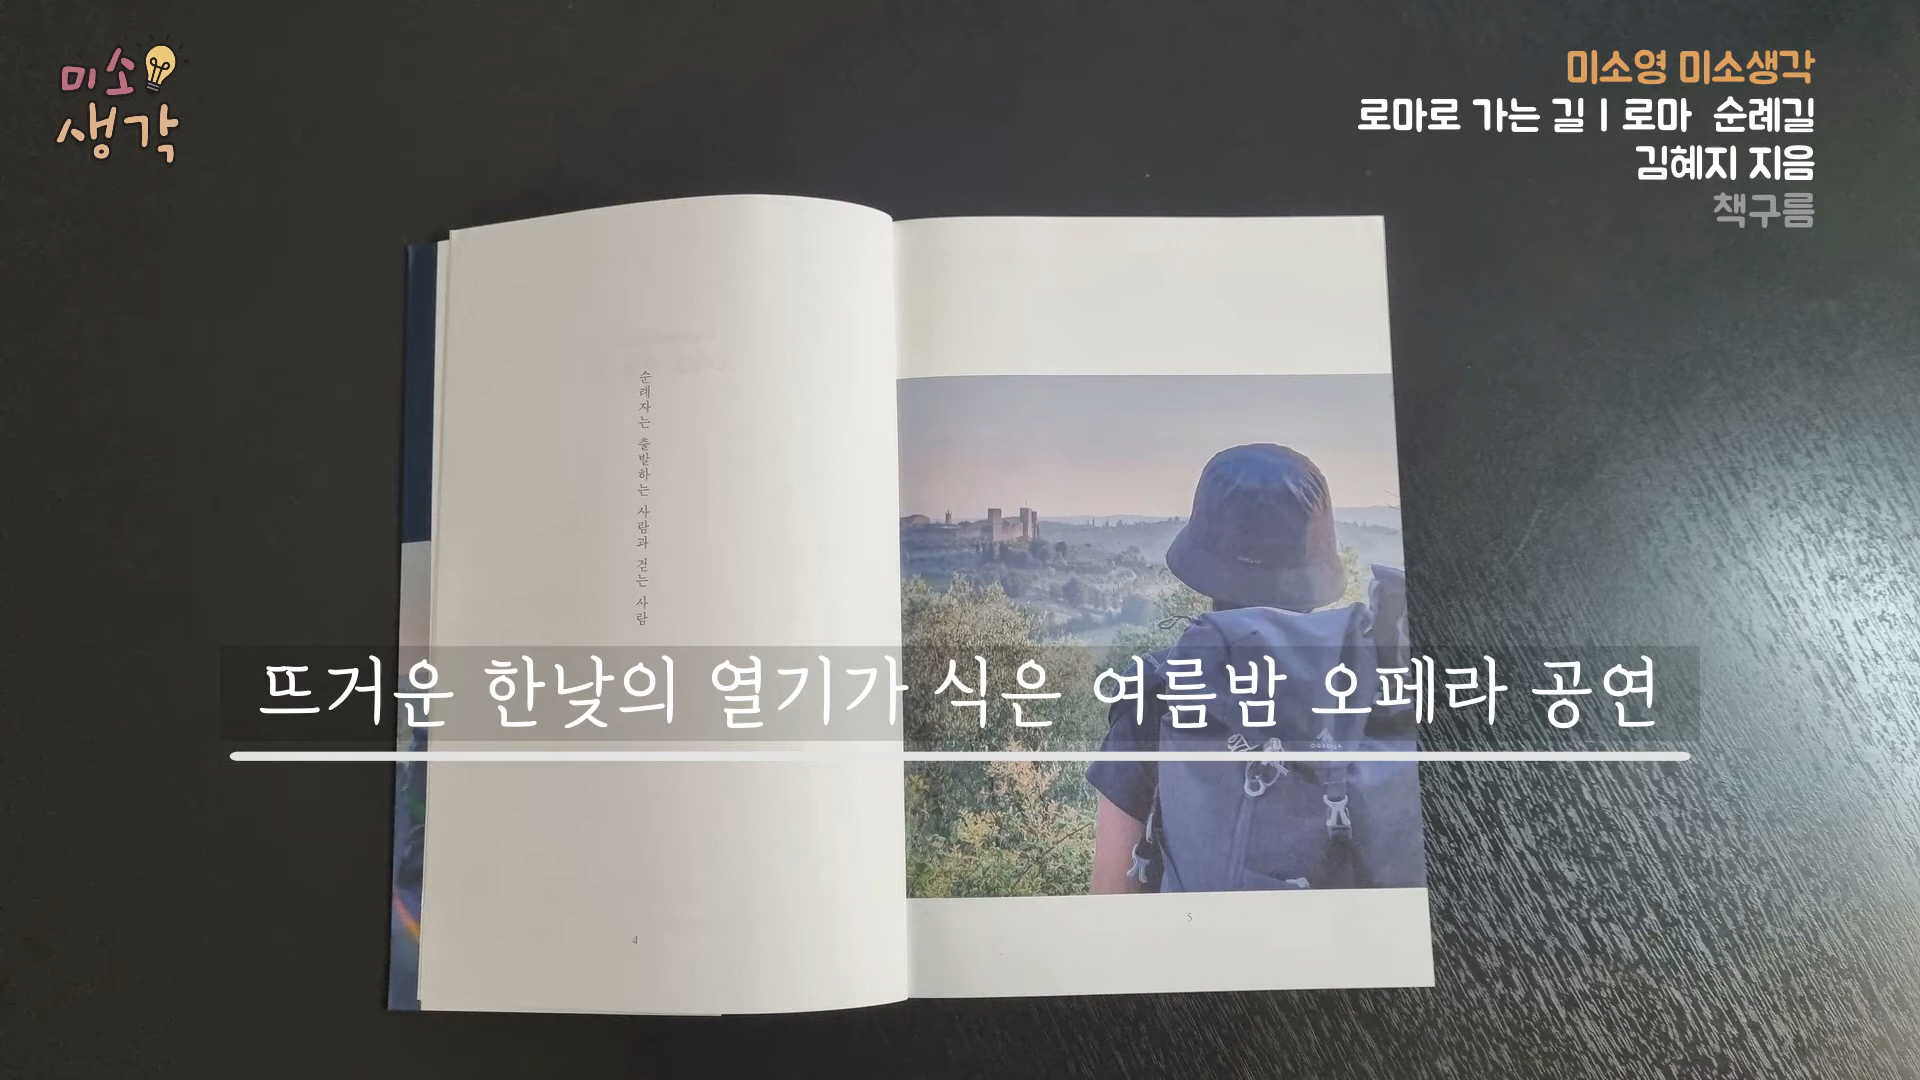 미소
생각
미소영 미소생각
로마로 가는 길 | 로마 순례길
김혜지 지음
책구름
순례자는 출발하는 사람과 걷는 사람
뜨거운 한낮의 열기가 식은 여름밤 오페라 공연
4
5